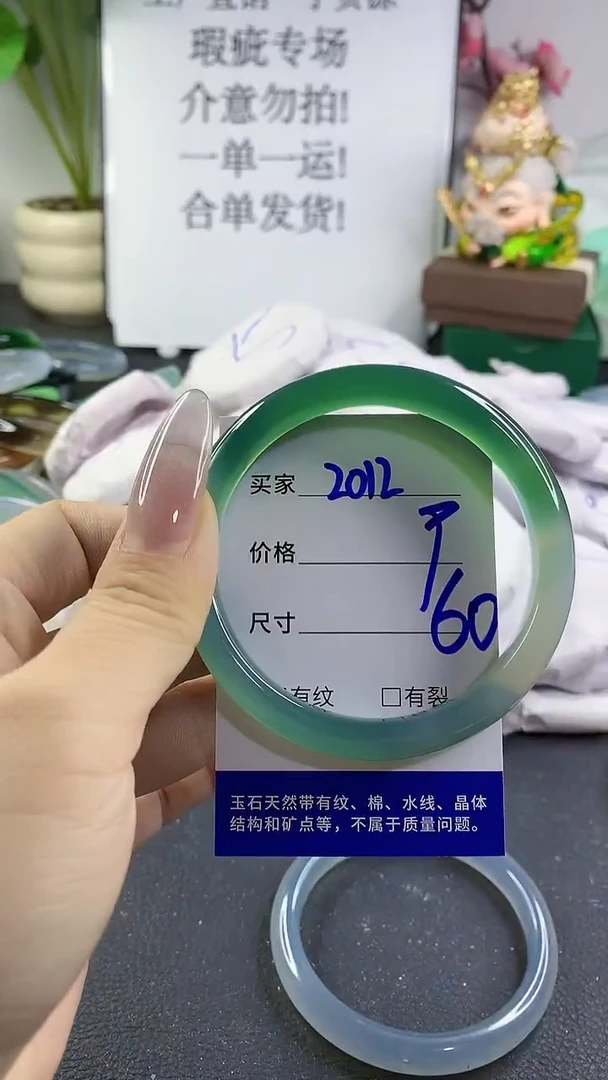 瑕疵专场
介意勿拍!
一单一运!
合单发货!
买家 2012
价格
尺寸 60
有纹 □有裂
玉石天然带有纹、棉、水线、晶体
结构和矿点等，不属于质量问题。